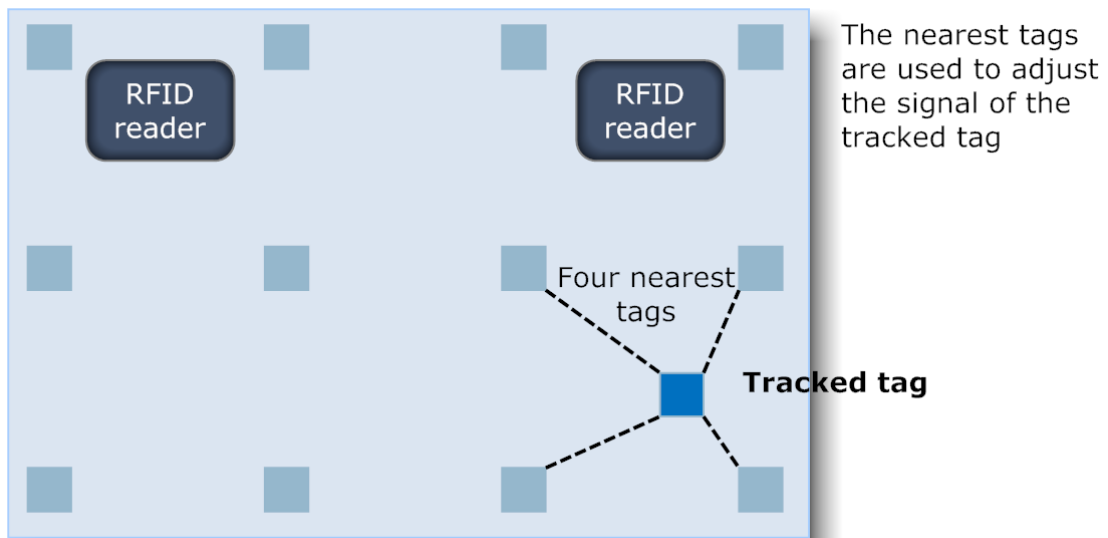 RFID
reader
RFID
reader
The nearest tags
are used to adjust
the signal of the
tracked tag
Four nearest
tags
Tracked tag